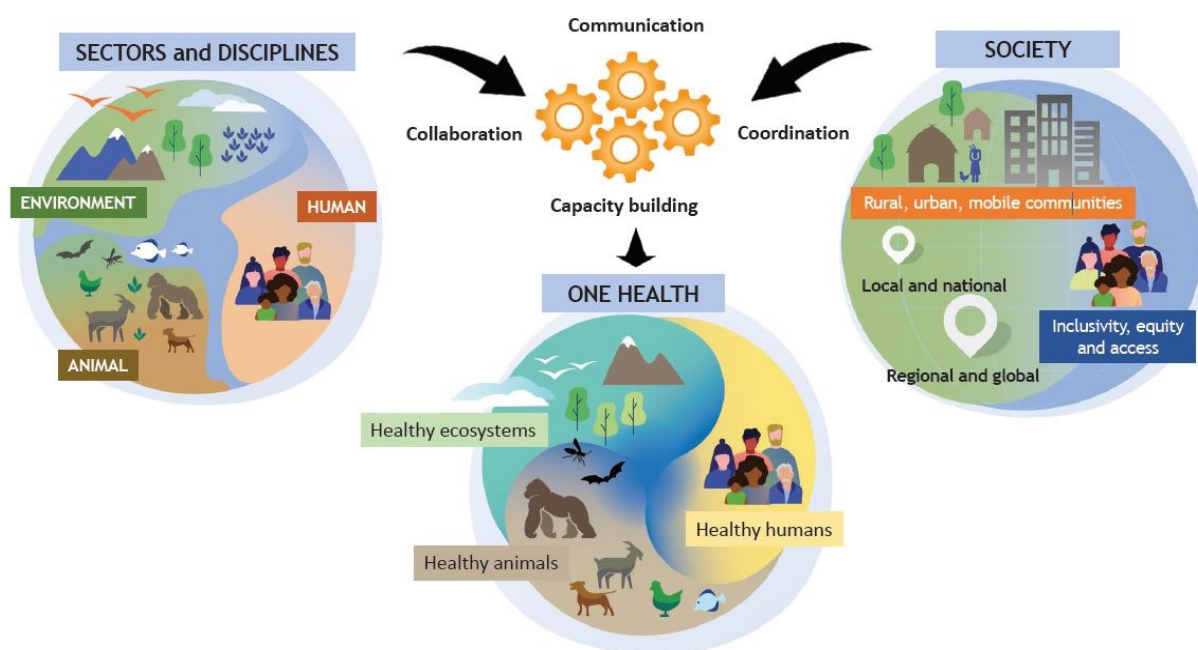 SECTORS and DISCIPLINES
ENVIRONMENT
HUMAN
ANIMAL
Communication
Collaboration
Coordination
Capacity building
SOCIETY
Rural, urban, mobile communities
Local and national
Inclusivity, equity
and access
Regional and global
ONE HEALTH
Healthy ecosystems
Healthy humans
Healthy animals